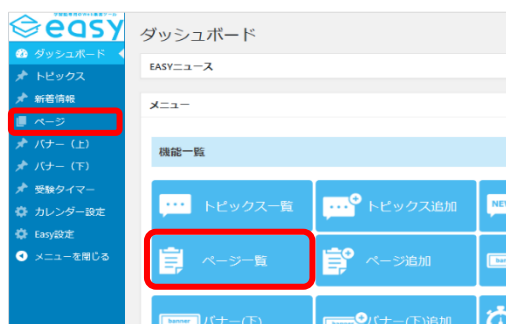 easy
ダッシュボード
トピックス
新着情報
ページ
バナー（上）
バナー（下）
受験タイマー
カレンダー設定
Easy設定
メニューを閉じる
ダッシュボード
EASYニュース
メニュー
機能一覧
トピックス一覧
トピックス追加
NEW
ページ一覧
ページ追加
banner
バナー(下)
バナー(下)追加